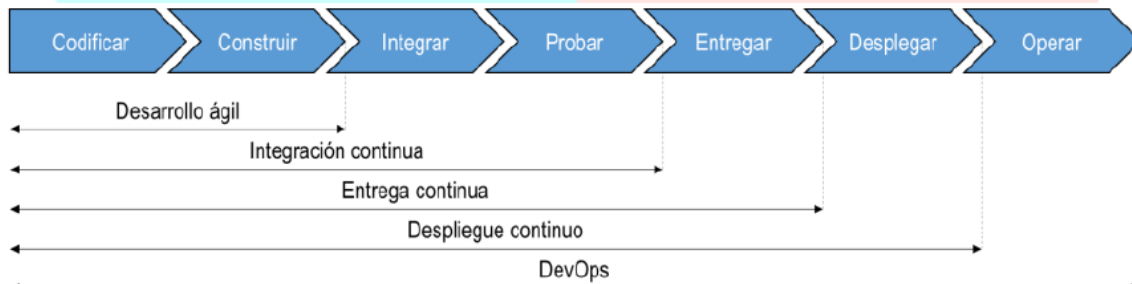 Codificar Construir Integrar Probar Entregar Desplegar Operar
Desarrollo ágil
Integración continua
Entrega continua
Despliegue continuo
DevOps